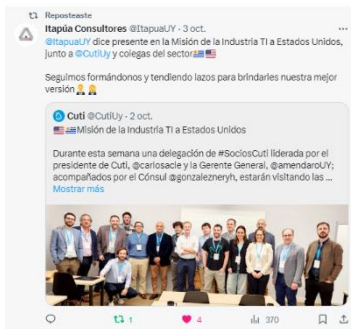 Reposteaste
Itapúa Consultores @ItapuaUY · 3 oct.
@ItapuaUY dice presente en la Misión de la Industria TI a Estados Unidos,
junto a @CutiUy y colegas del sector
Seguimos formándonos y tendiendo lazos para brindarles nuestra mejor
versión
Cuti @CutiUy · 2 oct.
Misión de la Industria TI a Estados Unidos
Durante esta semana una delegación de #SociosCuti liderada por el
presidente de Cuti, @carlosacle y la Gerente General, @amendaroUY;
acompañados por el Cónsul @gonzalezneryh, estarán visitando las ...
Mostrar más
1 4 370